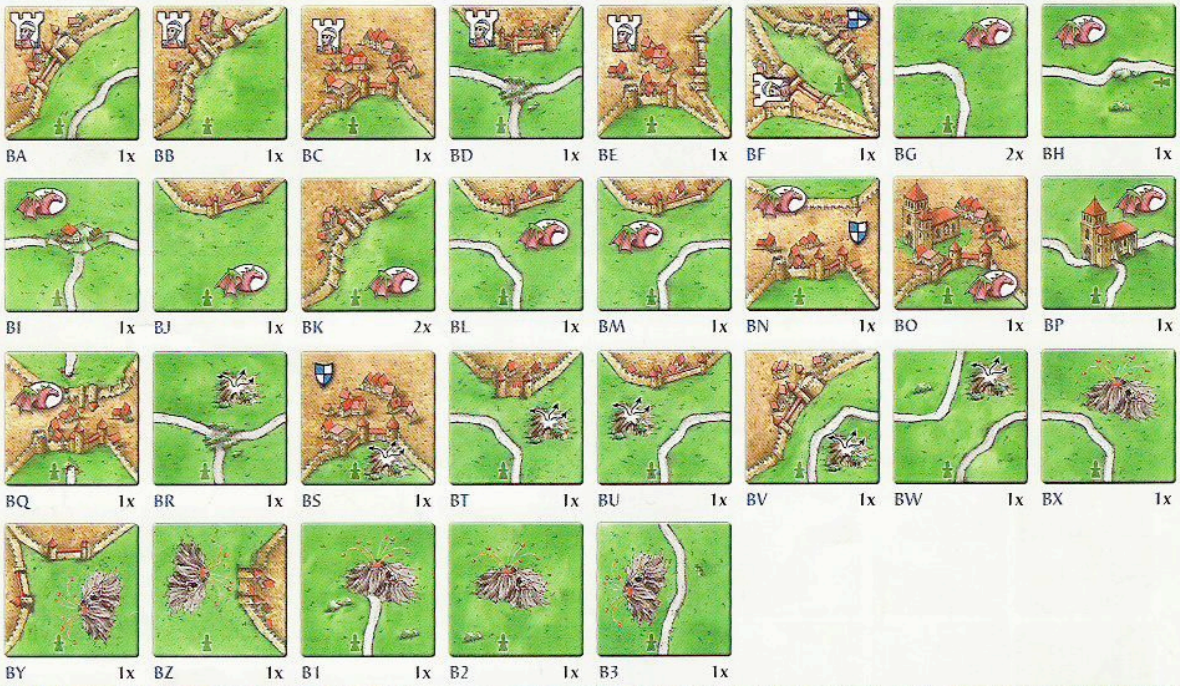 BA 1x BB 1x BC 1x BD 1x BE 1x BF 1x BG 2x BH 1x
BI 1x BJ 1x BK 2x BL 1x BM 1x BN 1x BO 1x BP 1x
BQ 1x BR 1x BS 1x BT 1x BU 1x BV 1x BW 1x BX 1x
BY 1x BZ 1x B1 1x B2 1x B3 1x